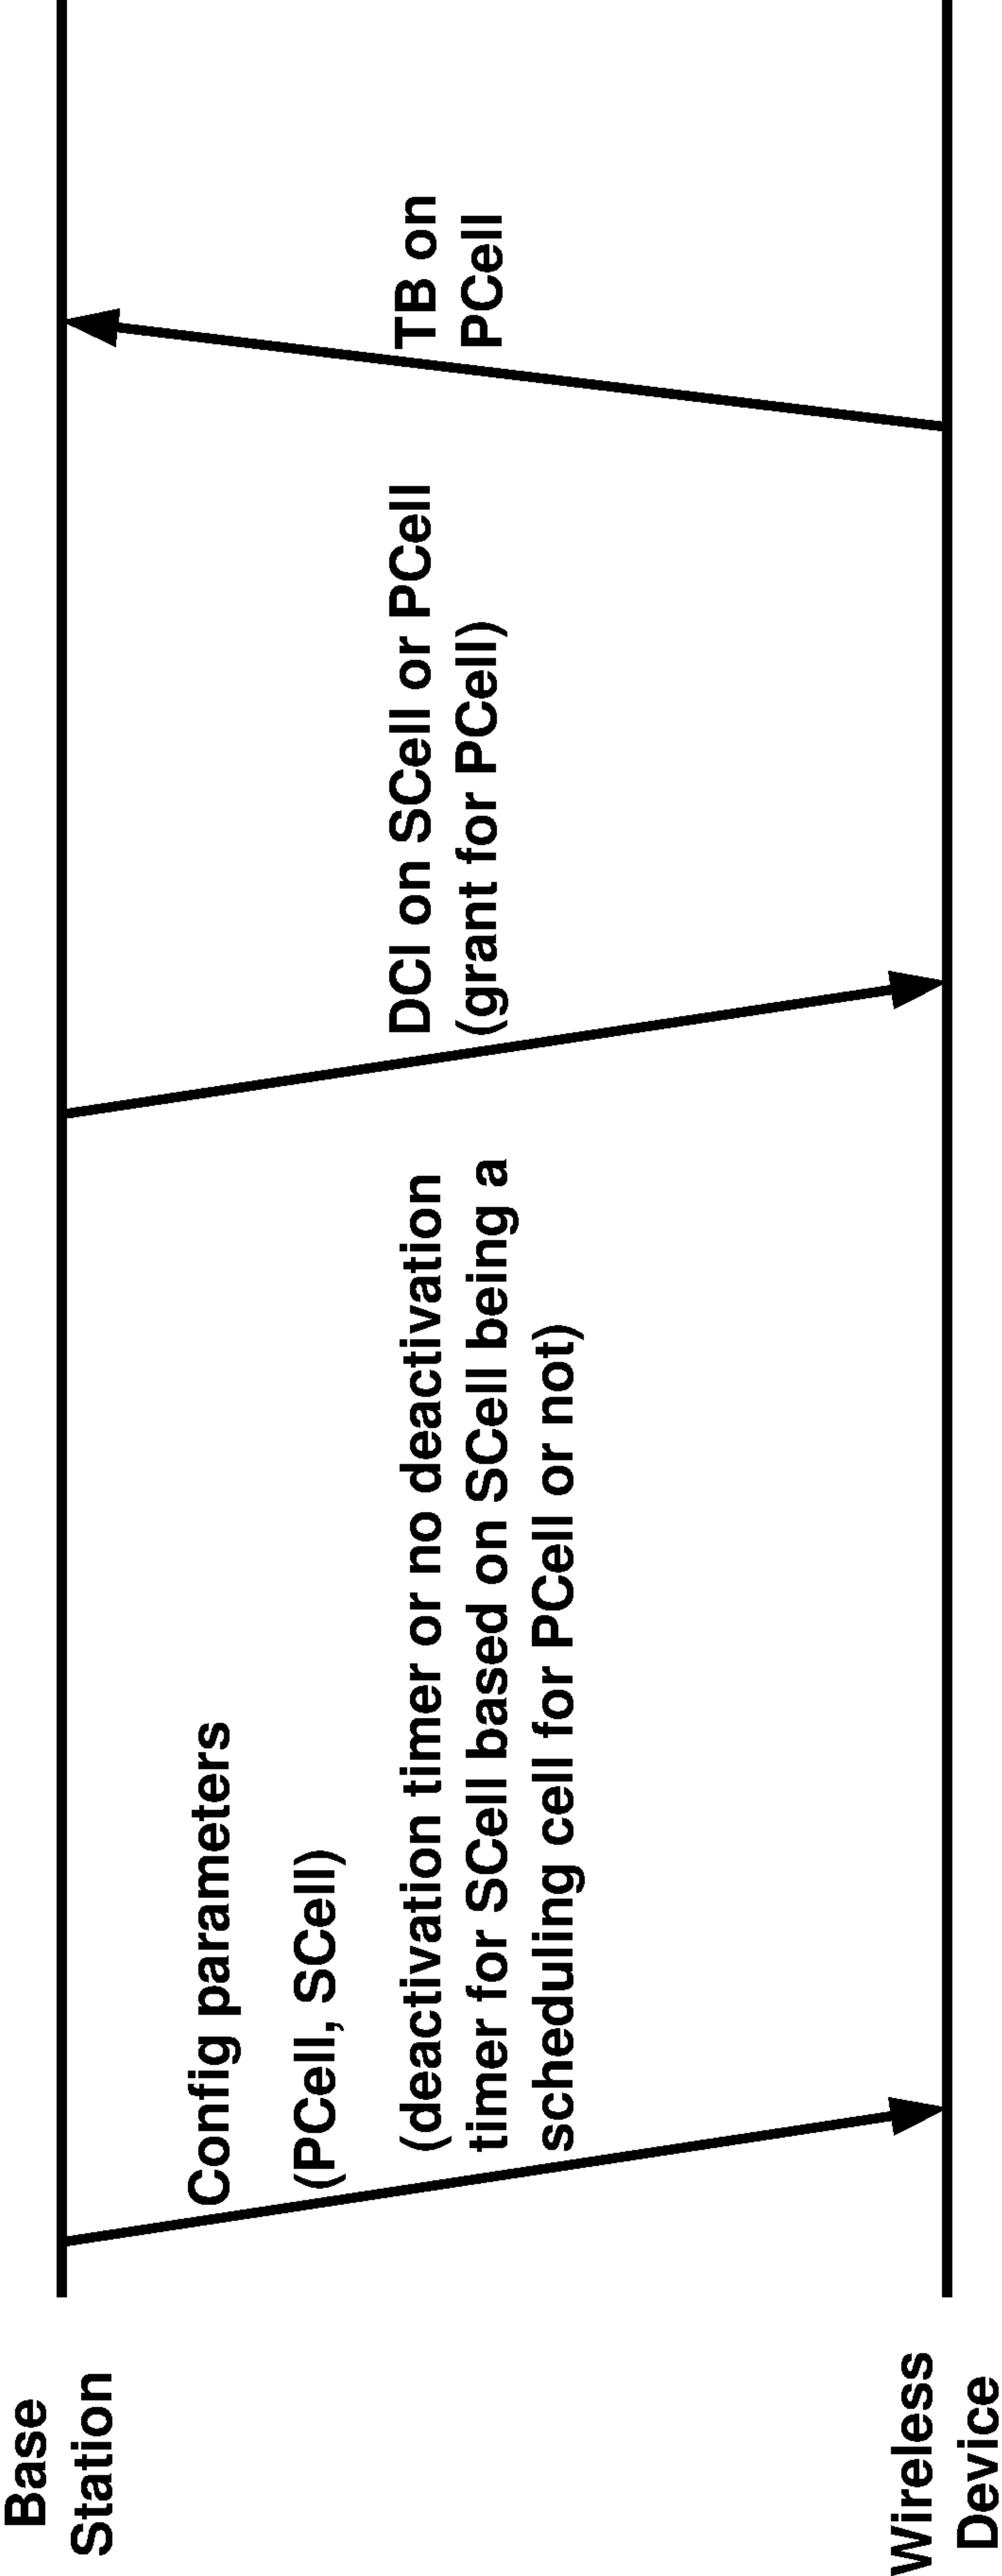 Base
Station
Config parameters
(PCell, SCell)
(deactivation timer or no deactivation
timer for SCell based on SCell being a
scheduling cell for PCell or not)
DCI on SCell or PCell
(grant for PCell)
TB on
PCell
Wireless
Device